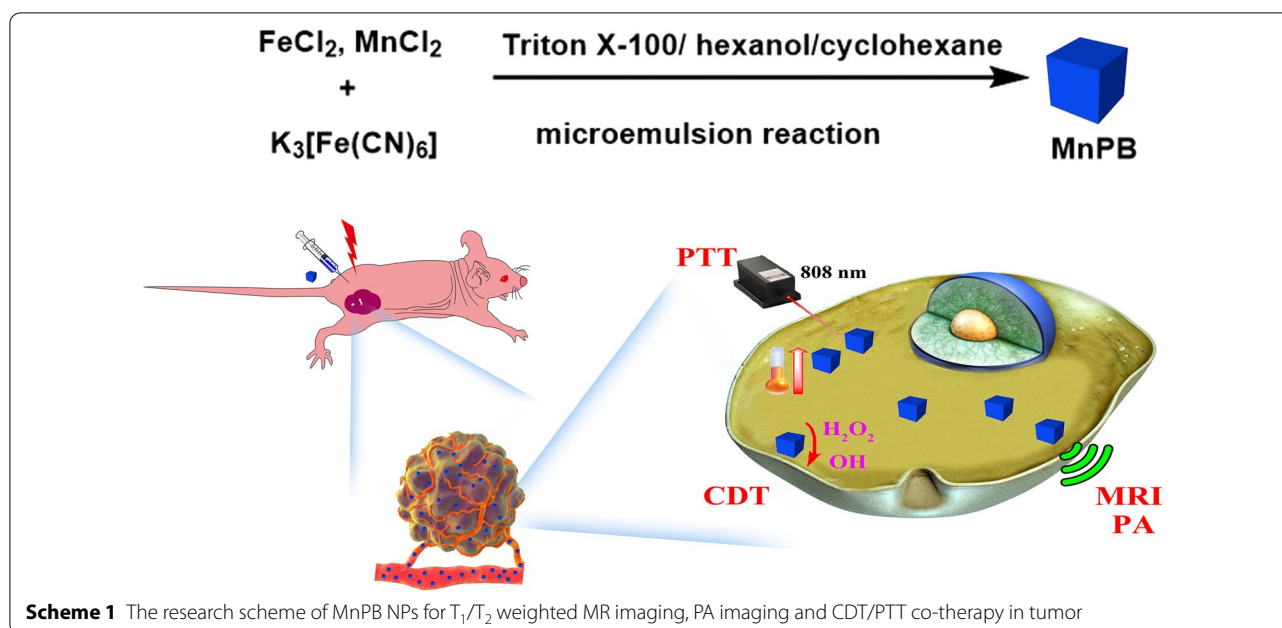 FeCl₂, MnCl₂
+
K₃[Fe(CN)₆]
Triton X-100/ hexanol/cyclohexane
microemulsion reaction
MnPB
PTT
808 nm
H₂O₂
OH
CDT
MRI
PA
Scheme 1 The research scheme of MnPB NPs for T₁/T₂ weighted MR imaging, PA imaging and CDT/PTT co-therapy in tumor